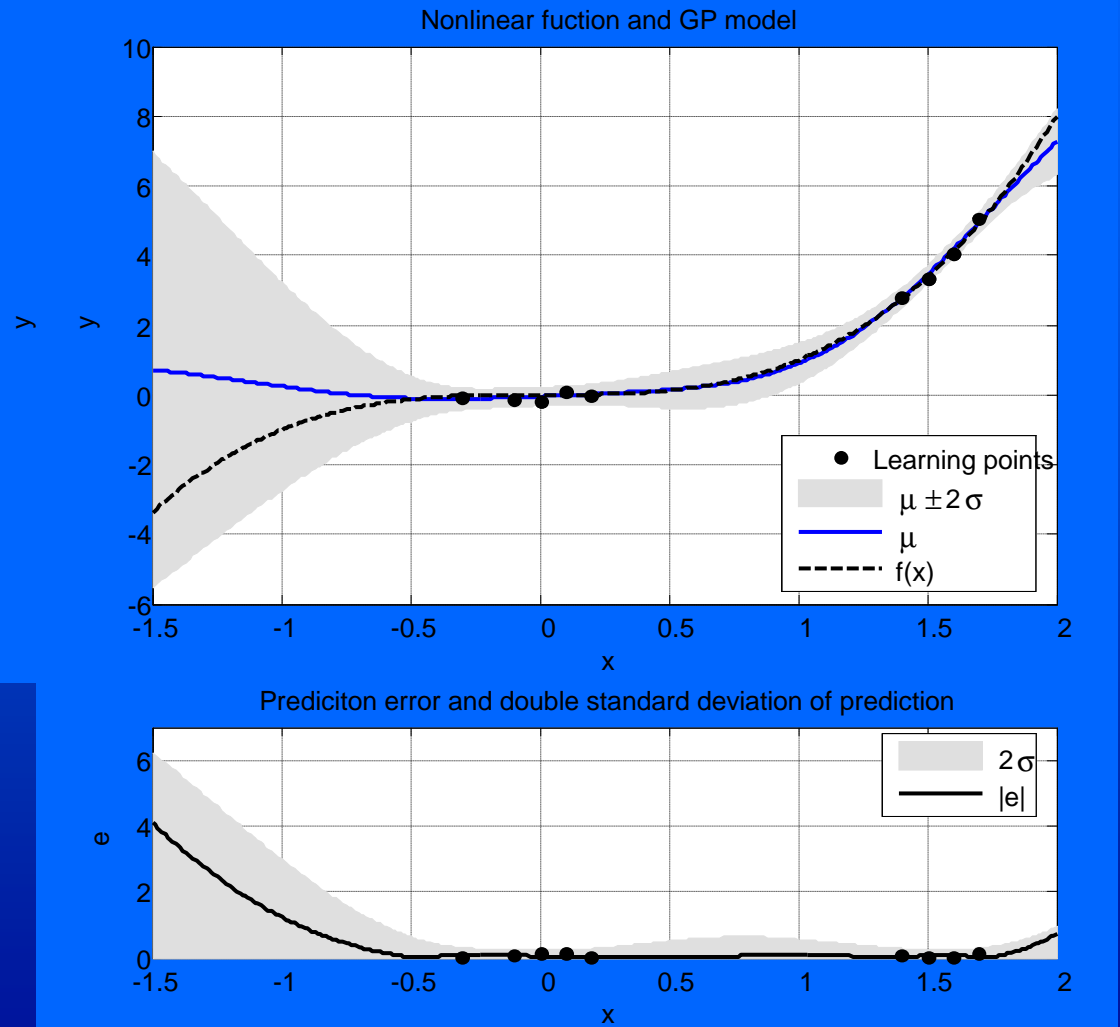 Nonlinear fuction and GP model
10
8
6
4
2
0
-2
-4
-6
y
y
-1.5 -1 -0.5 0 0.5 1 1.5 2
x
Learning points
μ ± 2 σ
μ
f(x)
Prediciton error and double standard deviation of prediction
6
4
2
0
e
-1.5 -1 -0.5 0 0.5 1 1.5 2
x
2 σ
|e|